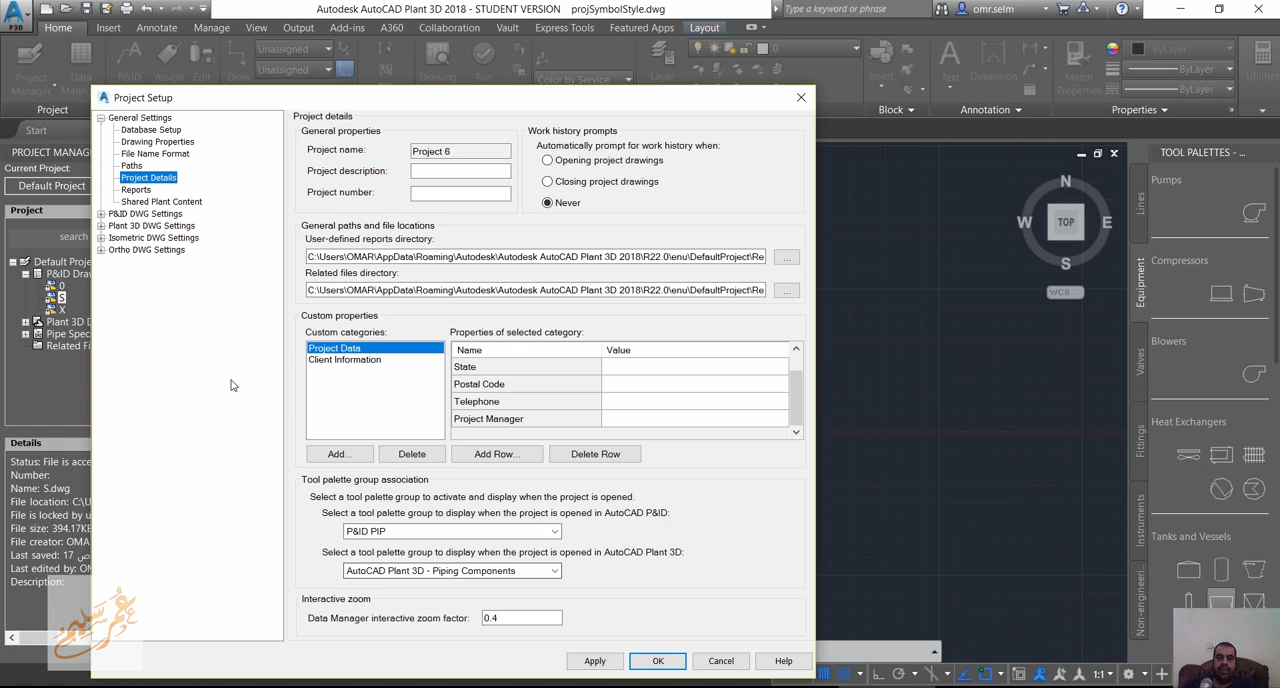 Autodesk AutoCAD Plant 3D 2018 - STUDENT VERSION projSymbolStyle.dwg
Type a keyword or phrase
omr.selm
P3D
Home Insert Annotate Manage View Output Add-ins A360 Collaboration Vault Express Tools Featured Apps Layout
Project Manager
Data
P&ID
Assign
Edit
Draw
Unassigned
Unassigned
Drawing
Run
Color by Service
Layer
0
Insert
Text
Dimension
Match Properties
ByLayer
ByLayer
ByLayer
Utilities
Project
Block
Annotation
Properties
Start
PROJECT MANAG
Current Project:
Default Project
Project
search
Default Proje
P&ID Draw
0
S
X
Plant 3D D
Pipe Spec
Related Fi
Details
Status: File is acce
Number:
Name: S.dwg
File location: C:\U
File is locked by u
File size: 394.17KE
File creator: OMA
Last saved: 17
Last edited by: OM
Description:
عمر سليم
Project Setup
General Settings
Database Setup
Drawing Properties
File Name Format
Paths
Project Details
Reports
Shared Plant Content
P&ID DWG Settings
Plant 3D DWG Settings
Isometric DWG Settings
Ortho DWG Settings
Project details
General properties
Project name: Project 6
Project description:
Project number:
Work history prompts
Automatically prompt for work history when:
Opening project drawings
Closing project drawings
Never
General paths and file locations
User-defined reports directory:
C:\Users\OMAR\AppData\Roaming\Autodesk\Autodesk AutoCAD Plant 3D 2018\R22.0\enu\DefaultProject\Re ...
Related files directory:
C:\Users\OMAR\AppData\Roaming\Autodesk\Autodesk AutoCAD Plant 3D 2018\R22.0\enu\DefaultProject\Re ...
Custom properties
Custom categories:
Project Data
Client Information
Properties of selected category:
Name Value
State
Postal Code
Telephone
Project Manager
Add... Delete Add Row... Delete Row
Tool palette group association
Select a tool palette group to activate and display when the project is opened.
Select a tool palette group to display when the project is opened in AutoCAD P&ID:
P&ID PIP
Select a tool palette group to display when the project is opened in AutoCAD Plant 3D:
AutoCAD Plant 3D - Piping Components
Interactive zoom
Data Manager interactive zoom factor: 0.4
Apply OK Cancel Help
N
W TOP E
S
WCS
TOOL PALETTES - ...
Lines
Equipment
Valves
Fittings
Instruments
Non-engineeri...
Pumps
Compressors
Blowers
Heat Exchangers
Tanks and Vessels
1:1